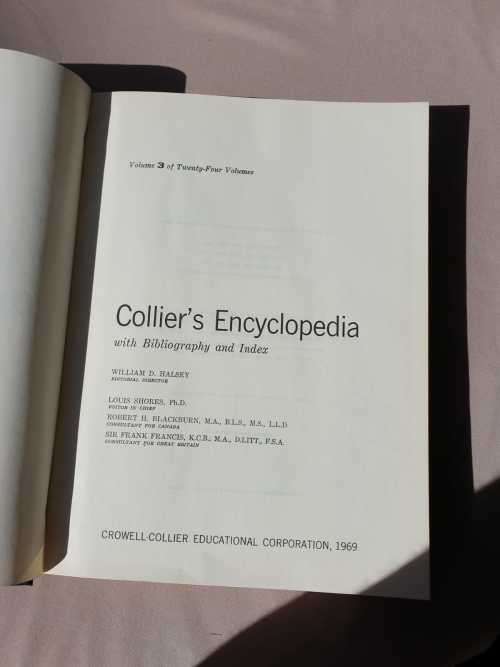 Volume 3 of Twenty-Four Volumes
Collier's Encyclopedia
with Bibliography and Index
WILLIAM D. HALSEY
EDITORIAL DIRECTOR
LOUIS SHORES, Ph.D.
EDITOR IN CHIEF
ROBERT H. BLACKBURN, M.A., B.L.S., M.S., L.L.D.
CONSULTANT FOR CANADA
SIR FRANK FRANCIS, K.C.B., M.A., D.LITT., F.S.A.
CONSULTANT FOR GREAT BRITAIN
CROWELL-COLLIER EDUCATIONAL CORPORATION, 1969